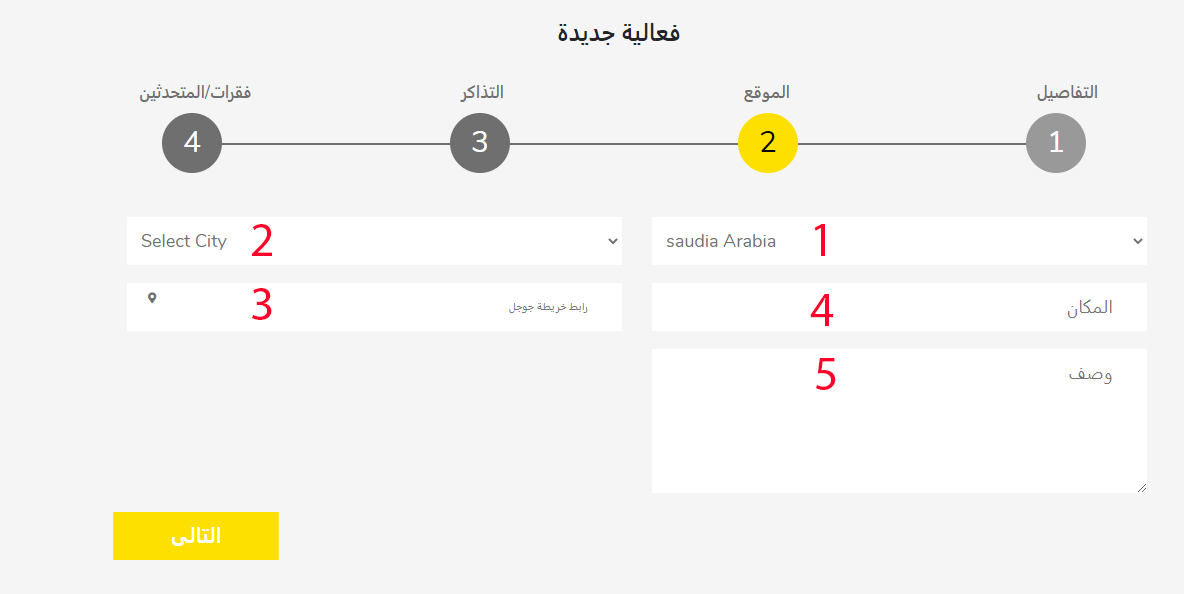 فعالية جديدة
التفاصيل
الموقع
التذاكر
فقرات/المتحدثين
1
2
3
4
saudia Arabia 1
Select City 2
المكان 4
رابط خريطة جوجل 3
وصف 5
التالى